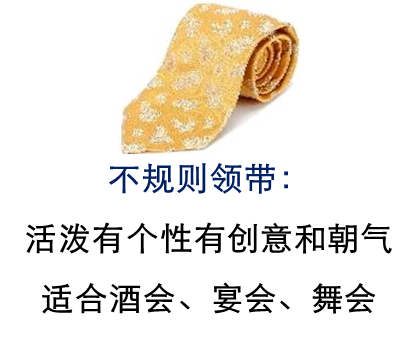 不规则领带：
活泼有个性有创意和朝气
适合酒会、宴会、舞会